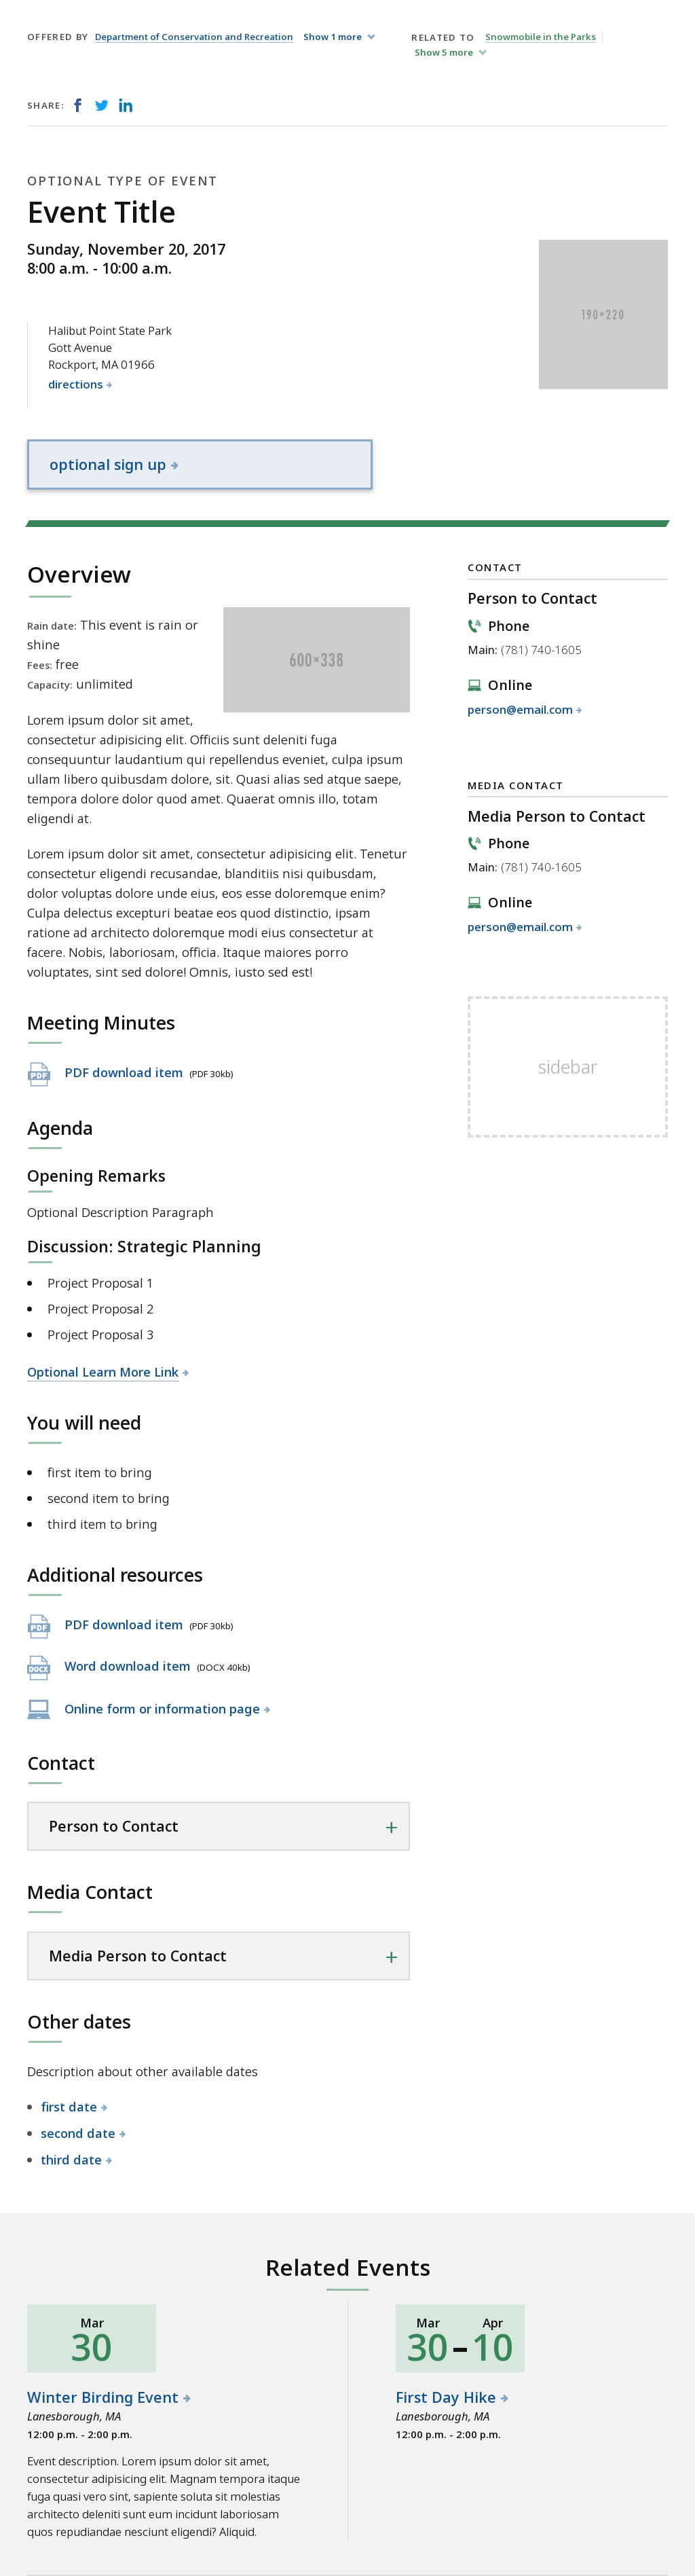 OFFERED BY Department of Conservation and Recreation Show 1 more
RELATED TO Snowmobile in the Parks
Show 5 more
SHARE:
OPTIONAL TYPE OF EVENT
Event Title
Sunday, November 20, 2017
8:00 a.m. - 10:00 a.m.
190×220
Halibut Point State Park
Gott Avenue
Rockport, MA 01966
directions
optional sign up
Overview
Rain date: This event is rain or
shine
Fees: free
Capacity: unlimited
600×338
Lorem ipsum dolor sit amet,
consectetur adipisicing elit. Officiis sunt deleniti fuga
consequuntur laudantium qui repellendus eveniet, culpa ipsum
ullam libero quibusdam dolore, sit. Quasi alias sed atque saepe,
tempora dolore dolor quod amet. Quaerat omnis illo, totam
eligendi at.
Lorem ipsum dolor sit amet, consectetur adipisicing elit. Tenetur
consectetur eligendi recusandae, blanditiis nisi quibusdam,
dolor voluptas dolore unde eius, eos esse doloremque enim?
Culpa delectus excepturi beatae eos quod distinctio, ipsam
ratione ad architecto doloremque modi eius consectetur at
facere. Nobis, laboriosam, officia. Itaque maiores porro
voluptates, sint sed dolore! Omnis, iusto sed est!
Meeting Minutes
PDF PDF download item (PDF 30kb)
Agenda
Opening Remarks
Optional Description Paragraph
Discussion: Strategic Planning
Project Proposal 1
Project Proposal 2
Project Proposal 3
Optional Learn More Link
You will need
first item to bring
second item to bring
third item to bring
Additional resources
PDF PDF download item (PDF 30kb)
DOCX Word download item (DOCX 40kb)
Online form or information page
Contact
Person to Contact
Media Contact
Media Person to Contact
Other dates
Description about other available dates
first date
second date
third date
CONTACT
Person to Contact
Phone
Main: (781) 740-1605
Online
person@email.com
MEDIA CONTACT
Media Person to Contact
Phone
Main: (781) 740-1605
Online
person@email.com
sidebar
Related Events
Mar
30
Winter Birding Event
Lanesborough, MA
12:00 p.m. - 2:00 p.m.
Event description. Lorem ipsum dolor sit amet,
consectetur adipisicing elit. Magnam tempora itaque
fuga quasi vero sint, sapiente soluta sit molestias
architecto deleniti sunt eum incidunt laboriosam
quos repudiandae nesciunt eligendi? Aliquid.
Mar Apr
30 – 10
First Day Hike
Lanesborough, MA
12:00 p.m. - 2:00 p.m.